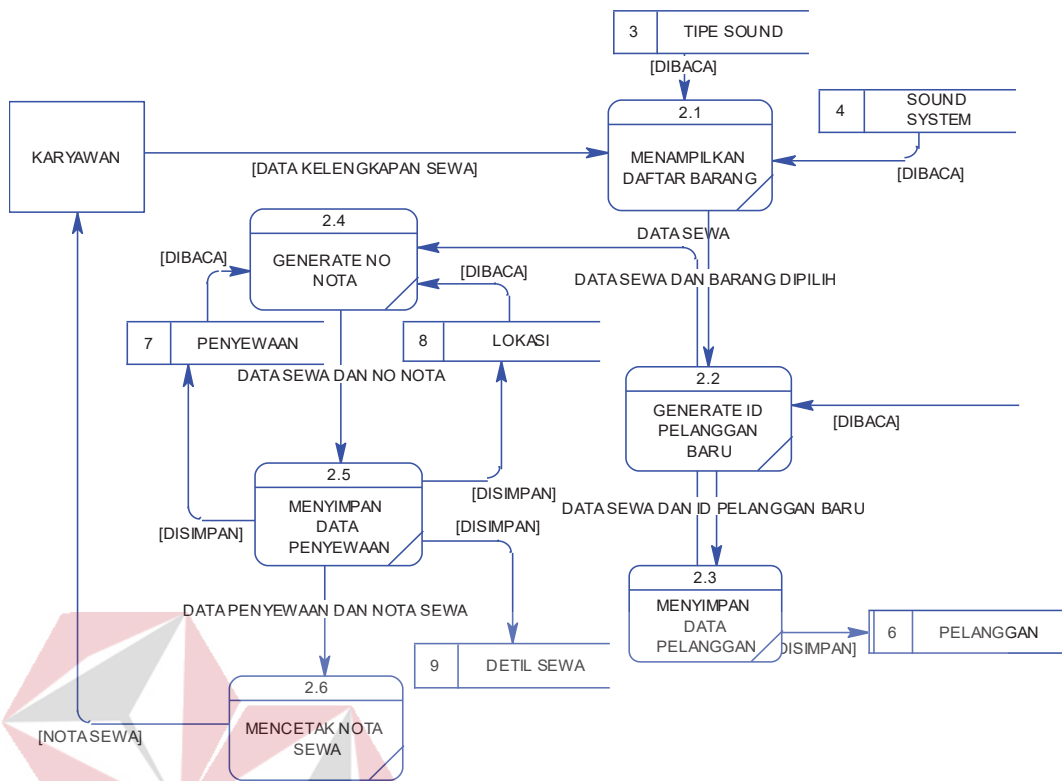 3 TIPE SOUND
[DIBACA]
4 SOUND
SYSTEM
[DIBACA]
KARYAWAN
[DATA KELENGKAPAN SEWA]
2.1
MENAMPILKAN
DAFTAR BARANG
DATA SEWA
2.4
GENERATE NO
NOTA
[DIBACA]
[DIBACA]
DATA SEWA DAN BARANG DIPILIH
7 PENYEWAAN
8 LOKASI
DATA SEWA DAN NO NOTA
2.2
GENERATE ID
PELANGGAN
BARU
[DIBACA]
2.5
MENYIMPAN
DATA
PENYEWAAN
[DISIMPAN]
[DISIMPAN]
[DISIMPAN]
DATA SEWA DAN ID PELANGGAN BARU
2.3
MENYIMPAN
DATA
PELANGGAN
DISIMPAN]
6 PELANGGAN
DATA PENYEWAAN DAN NOTA SEWA
9 DETIL SEWA
2.6
MENCETAK NOTA
SEWA
[NOTA SEWA]